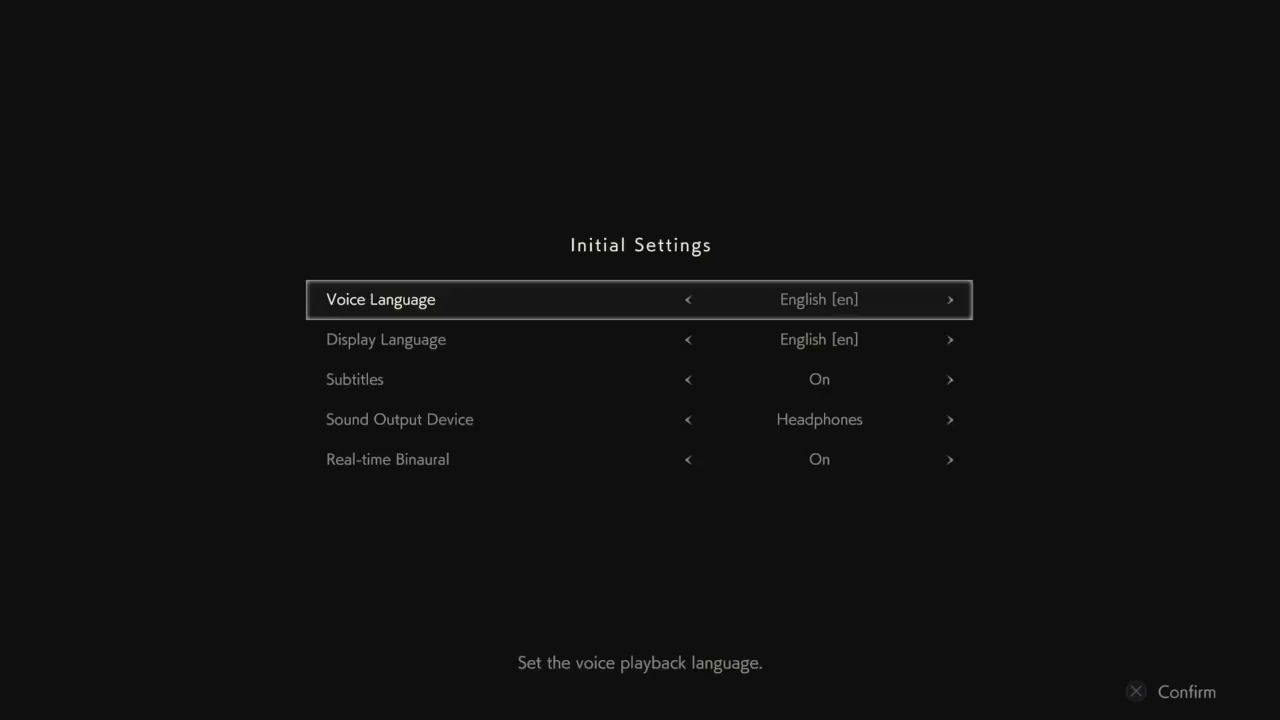 Initial Settings
Voice Language < English [en] >
Display Language < English [en] >
Subtitles < On >
Sound Output Device < Headphones >
Real-time Binaural < On >
Set the voice playback language.
Confirm